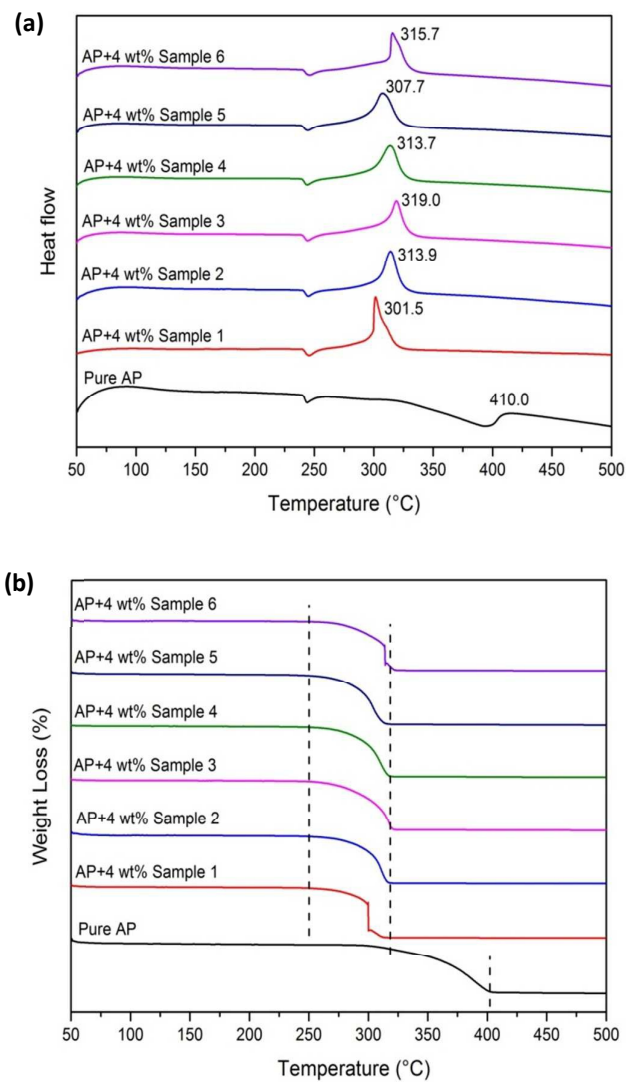 (a)
315.7
AP+4 wt% Sample 6
307.7
AP+4 wt% Sample 5
313.7
AP+4 wt% Sample 4
319.0
AP+4 wt% Sample 3
313.9
AP+4 wt% Sample 2
301.5
AP+4 wt% Sample 1
Pure AP
410.0
Heat flow
50 100 150 200 250 300 350 400 450 500
Temperature (°C)
(b)
AP+4 wt% Sample 6
AP+4 wt% Sample 5
AP+4 wt% Sample 4
AP+4 wt% Sample 3
AP+4 wt% Sample 2
AP+4 wt% Sample 1
Pure AP
Weight Loss (%)
50 100 150 200 250 300 350 400 450 500
Temperature (°C)